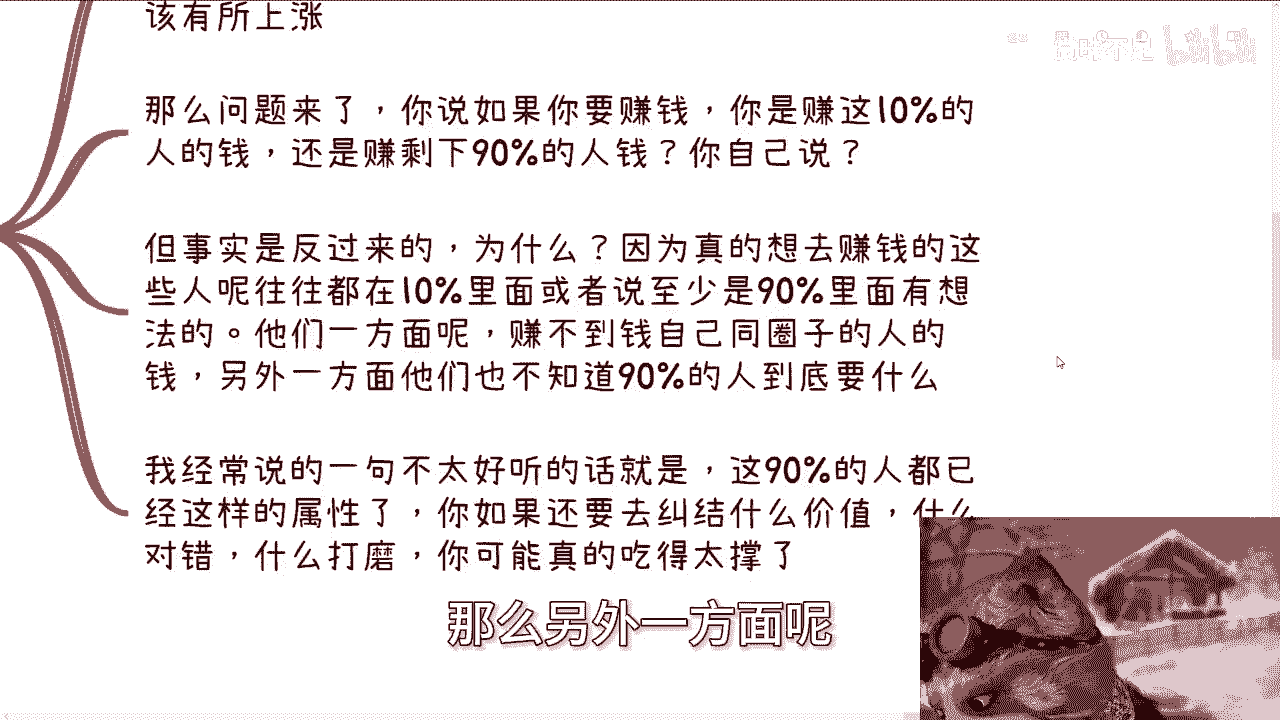 该有所上涨
那么问题来了，你说如果你要赚钱，你是赚这10%的
人的钱，还是赚剩下90%的人钱？你自己说？
但事实是反过来的，为什么？因为真的想去赚钱的这
些人呢往往都在10%里面或者说至少是90%里面有想
法的。他们一方面呢，赚不到钱自己同圈子的人的
钱，另外一方面他们也不知道90%的人到底要什么
我经常说的一句不太好听的话就是，这90%的人都已
经这样的属性了，你如果还要去纠结什么价值，什么
对错，什么打磨，你可能真的吃得太撑了
那么另外一方面呢
bilibili